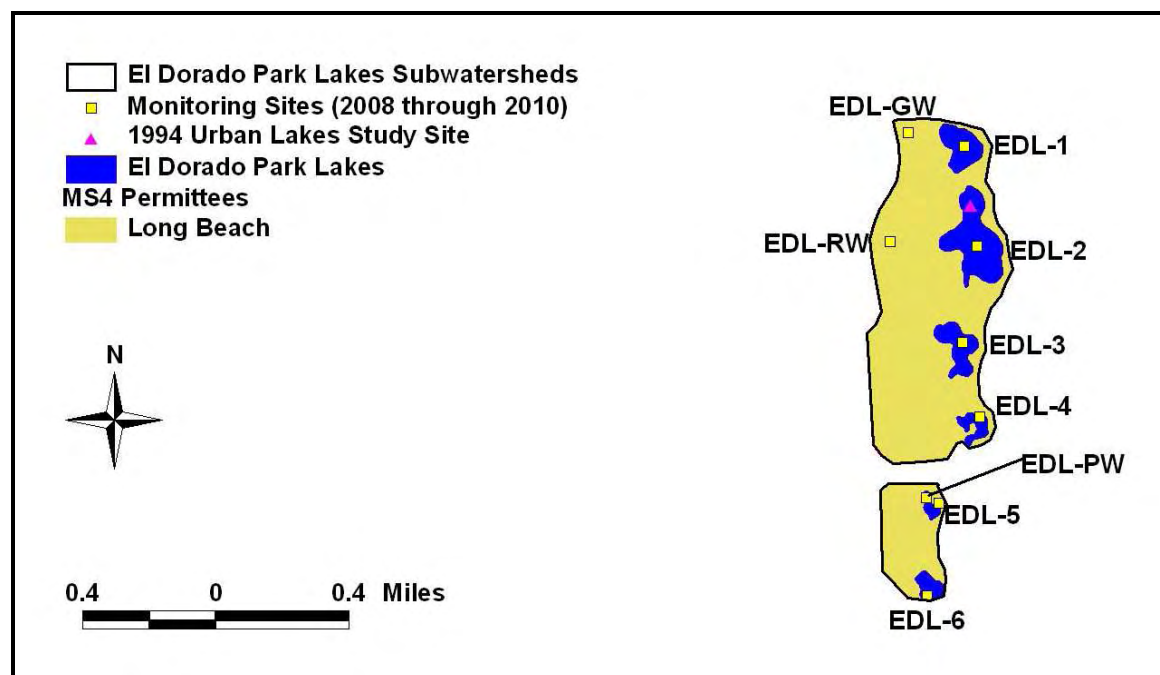 El Dorado Park Lakes Subwatersheds
Monitoring Sites (2008 through 2010)
1994 Urban Lakes Study Site
El Dorado Park Lakes
MS4 Permittees
Long Beach
EDL-GW
EDL-1
EDL-RW
EDL-2
EDL-3
EDL-4
EDL-PW
EDL-5
EDL-6
N
0.4 0 0.4 Miles